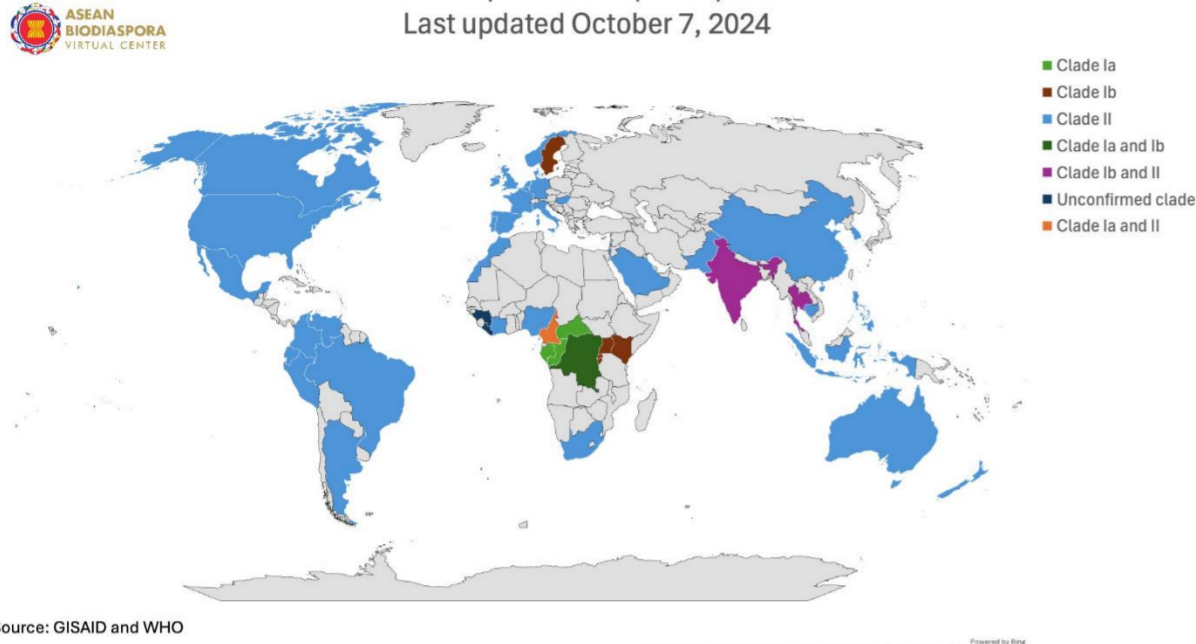 ASEAN
BIODIASPORA
VIRTUAL CENTER
Last updated October 7, 2024
Clade Ia
Clade Ib
Clade II
Clade Ia and Ib
Clade Ib and II
Unconfirmed clade
Clade Ia and II
Source: GISAID and WHO
Powered by Bing